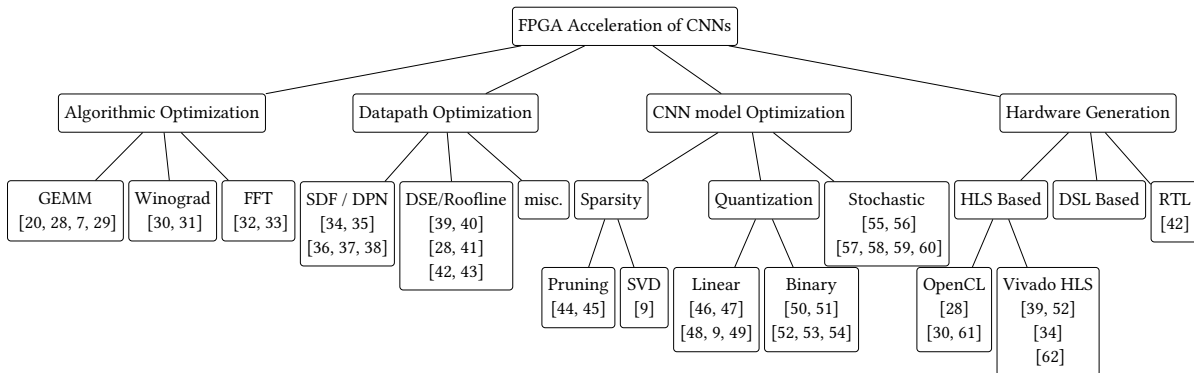 FPGA Acceleration of CNNs
Algorithmic Optimization
Datapath Optimization
CNN model Optimization
Hardware Generation
GEMM
[20, 28, 7, 29]
Winograd
[30, 31]
FFT
[32, 33]
SDF / DPN
[34, 35]
[36, 37, 38]
DSE/Roofline
[39, 40]
[28, 41]
[42, 43]
misc.
Sparsity
Quantization
Stochastic
[55, 56]
[57, 58, 59, 60]
HLS Based
DSL Based
RTL
[42]
Pruning
[44, 45]
SVD
[9]
Linear
[46, 47]
[48, 9, 49]
Binary
[50, 51]
[52, 53, 54]
OpenCL
[28]
[30, 61]
Vivado HLS
[39, 52]
[34]
[62]